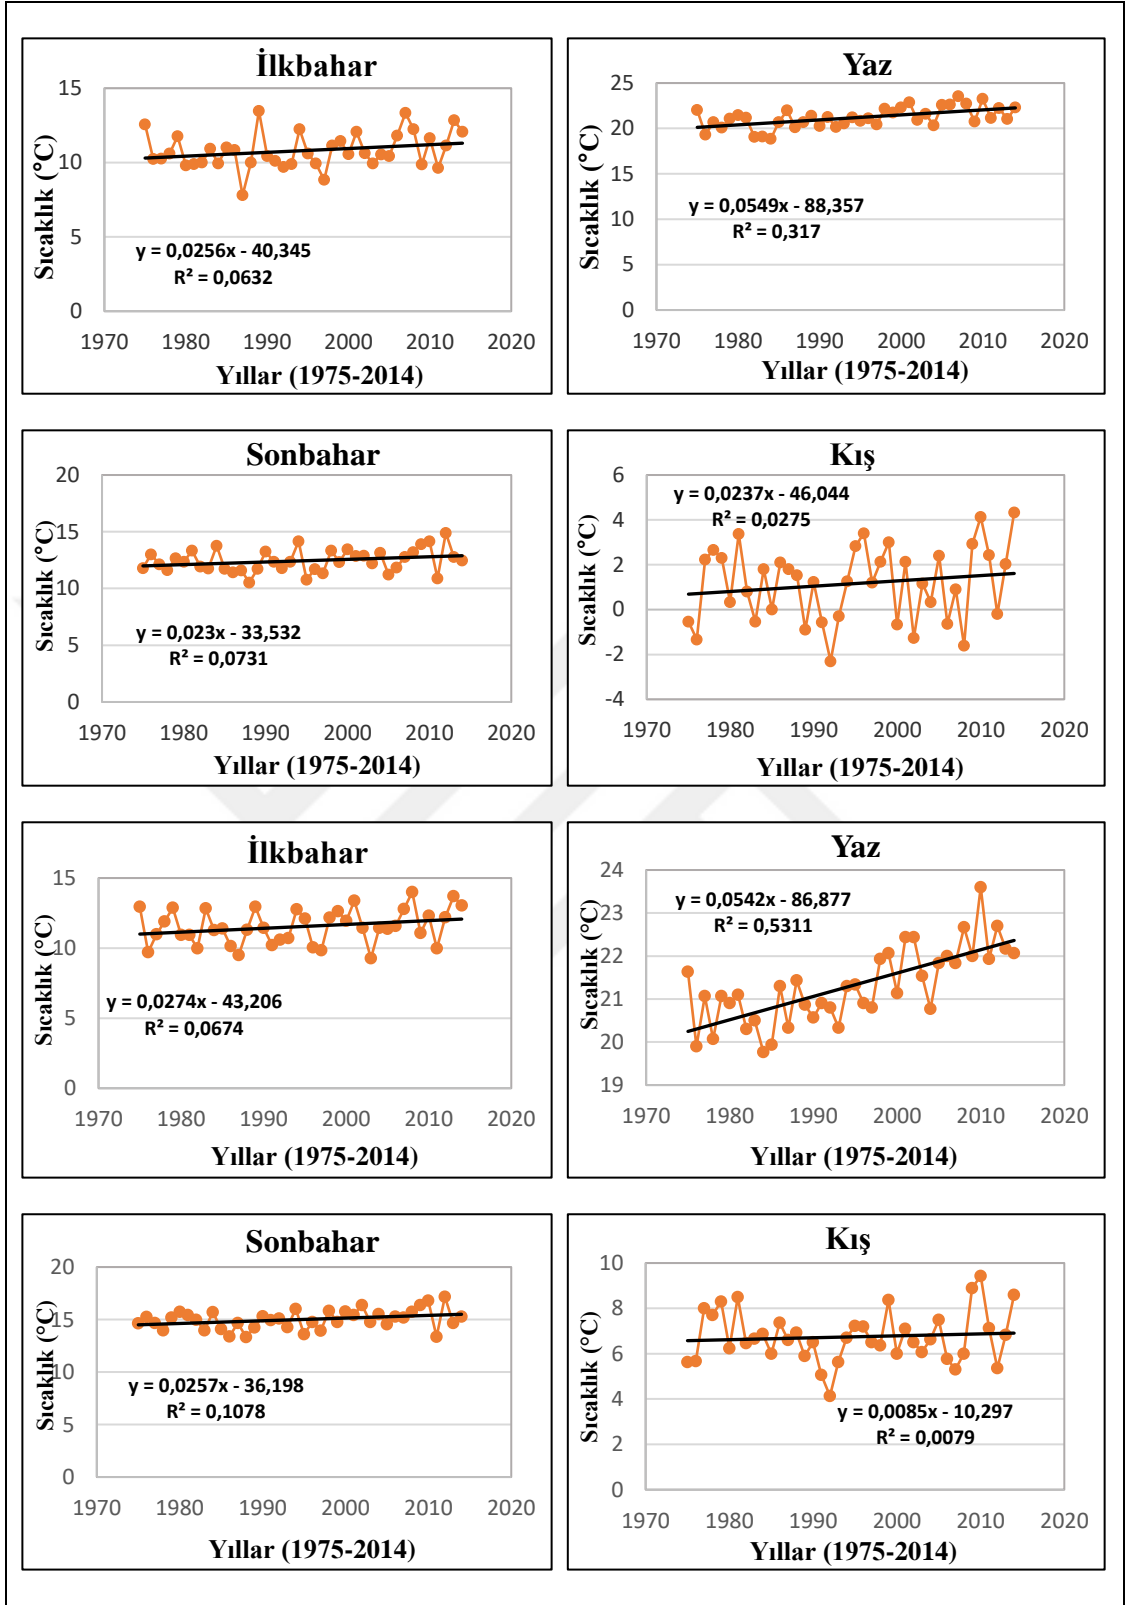 İlkbahar
15
10
5
0
Sıcaklık (°C)
y = 0,0256x - 40,345
R² = 0,0632
1970 1980 1990 2000 2010 2020
Yıllar (1975-2014)
Yaz
25
20
15
10
5
0
Sıcaklık (°C)
y = 0,0549x - 88,357
R² = 0,317
1970 1980 1990 2000 2010 2020
Yıllar (1975-2014)
Sonbahar
20
15
10
5
0
Sıcaklık (°C)
y = 0,023x - 33,532
R² = 0,0731
1970 1980 1990 2000 2010 2020
Yıllar (1975-2014)
Kış
6
4
2
0
-2
-4
Sıcaklık (°C)
y = 0,0237x - 46,044
R² = 0,0275
1970 1980 1990 2000 2010 2020
Yıllar (1975-2014)
İlkbahar
15
10
5
0
Sıcaklık (°C)
y = 0,0274x - 43,206
R² = 0,0674
1970 1980 1990 2000 2010 2020
Yıllar (1975-2014)
Yaz
24
23
22
21
20
19
Sıcaklık (°C)
y = 0,0542x - 86,877
R² = 0,5311
1970 1980 1990 2000 2010 2020
Yıllar (1975-2014)
Sonbahar
20
15
10
5
0
Sıcaklık (°C)
y = 0,0257x - 36,198
R² = 0,1078
1970 1980 1990 2000 2010 2020
Yıllar (1975-2014)
Kış
10
8
6
4
2
0
Sıcaklık (°C)
y = 0,0085x - 10,297
R² = 0,0079
1970 1980 1990 2000 2010 2020
Yıllar (1975-2014)